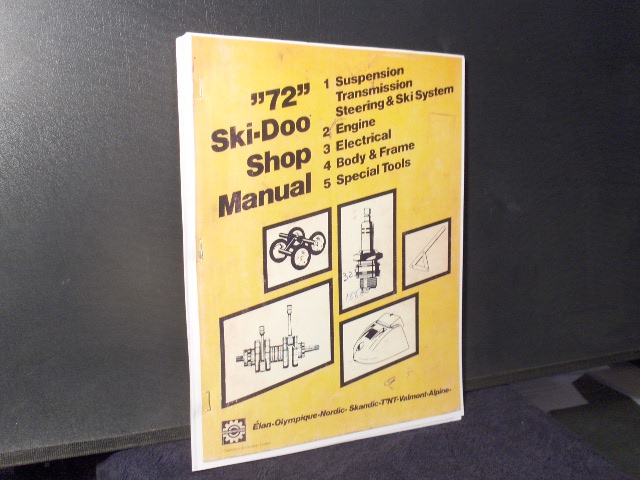 "72"
Ski-Doo
Shop
Manual
1 Suspension
Transmission
Steering & Ski System
2 Engine
3 Electrical
4 Body & Frame
5 Special Tools
Élan-Olympique-Nordic- Skandic-T'NT-Valmont-Alpine-